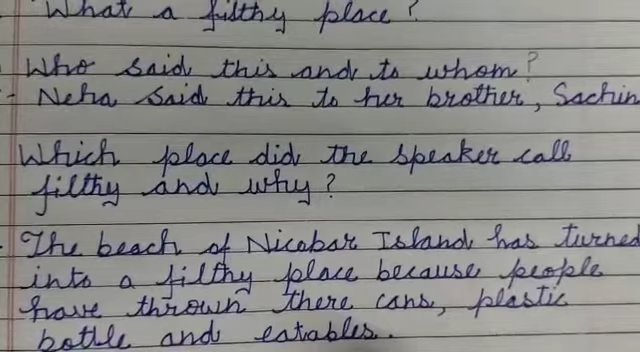 What a filthy place?
Who said this and to whom?
- Neha said this to her brother, Sachin
Which place did the speaker call
filthy and why?
The beach of Nicobar Island has turned
into a filthy place because people
have thrown there cans, plastic
bottle and eatables.